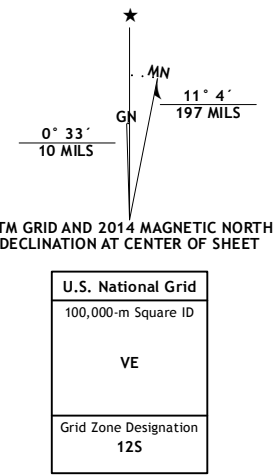 ★
MN
11° 4´
197 MILS
GN
0° 33´
10 MILS
TM GRID AND 2014 MAGNETIC NORTH
DECLINATION AT CENTER OF SHEET
U.S. National Grid
100,000-m Square ID
VE
Grid Zone Designation
12S